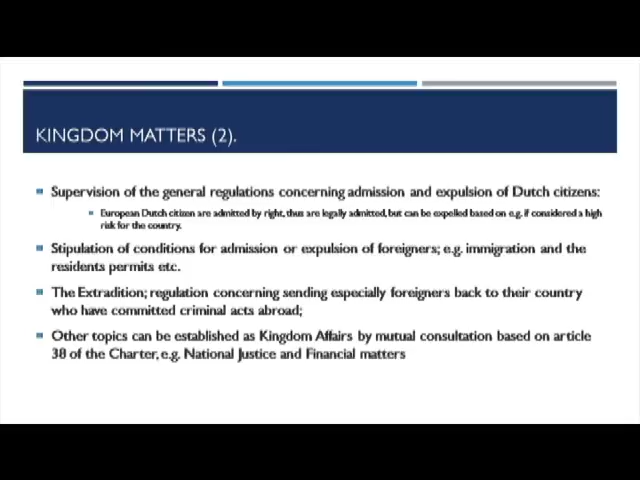 KINGDOM MATTERS (2).
Supervision of the general regulations concerning admission and expulsion of Dutch citizens:
European Dutch citizen are admitted by right, thus are legally admitted, but can be expelled based on e.g. if considered a high
risk for the country.
Stipulation of conditions for admission or expulsion of foreigners; e.g. immigration and the
residents permits etc.
The Extradition; regulation concerning sending especially foreigners back to their country
who have committed criminal acts abroad;
Other topics can be established as Kingdom Affairs by mutual consultation based on article
38 of the Charter, e.g. National Justice and Financial matters